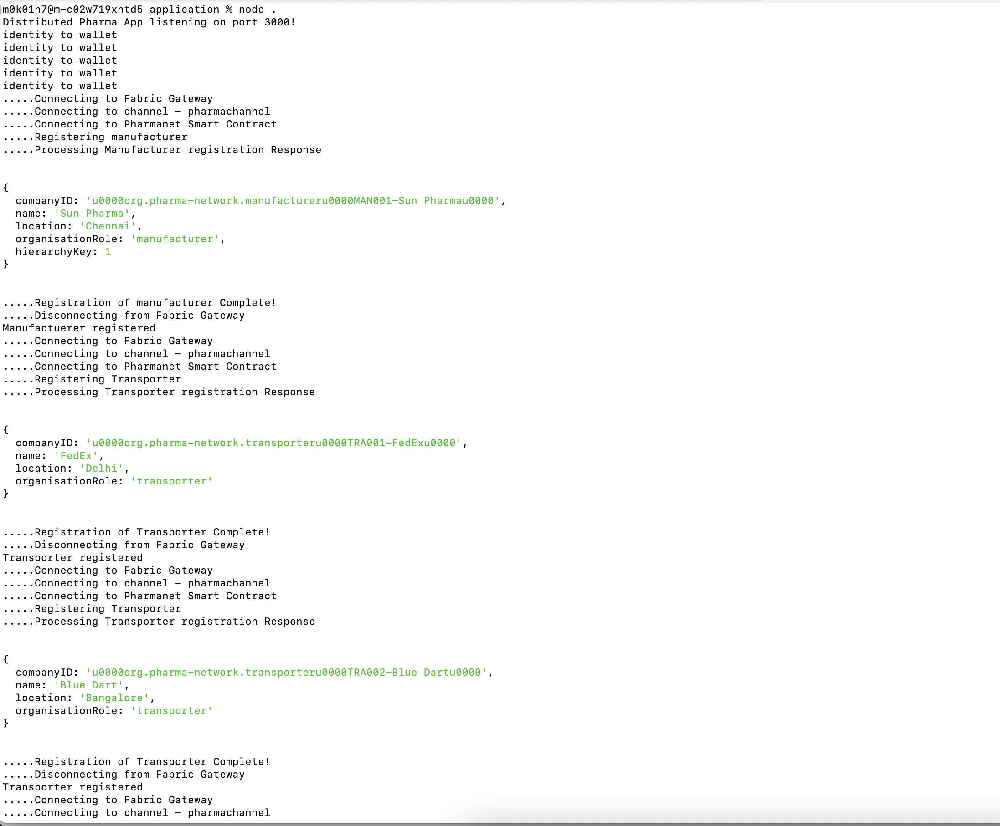 m0k01h7@m-c02w719xhtd5 application % node .
Distributed Pharma App listening on port 3000!
identity to wallet
identity to wallet
identity to wallet
identity to wallet
identity to wallet
.....Connecting to Fabric Gateway
.....Connecting to channel - pharmachannel
.....Connecting to Pharmanet Smart Contract
.....Registering manufacturer
.....Processing Manufacturer registration Response
{
  companyID: 'u0000org.pharma-network.manufactureru0000MAN001-Sun Pharmau0000',
  name: 'Sun Pharma',
  location: 'Chennai',
  organisationRole: 'manufacturer',
  hierarchyKey: 1
}
.....Registration of manufacturer Complete!
.....Disconnecting from Fabric Gateway
Manufactuerer registered
.....Connecting to Fabric Gateway
.....Connecting to channel - pharmachannel
.....Connecting to Pharmanet Smart Contract
.....Registering Transporter
.....Processing Transporter registration Response
{
  companyID: 'u0000org.pharma-network.transporteru0000TRA001-FedExu0000',
  name: 'FedEx',
  location: 'Delhi',
  organisationRole: 'transporter'
}
.....Registration of Transporter Complete!
.....Disconnecting from Fabric Gateway
Transporter registered
.....Connecting to Fabric Gateway
.....Connecting to channel - pharmachannel
.....Connecting to Pharmanet Smart Contract
.....Registering Transporter
.....Processing Transporter registration Response
{
  companyID: 'u0000org.pharma-network.transporteru0000TRA002-Blue Dartu0000',
  name: 'Blue Dart',
  location: 'Bangalore',
  organisationRole: 'transporter'
}
.....Registration of Transporter Complete!
.....Disconnecting from Fabric Gateway
Transporter registered
.....Connecting to Fabric Gateway
.....Connecting to channel - pharmachannel